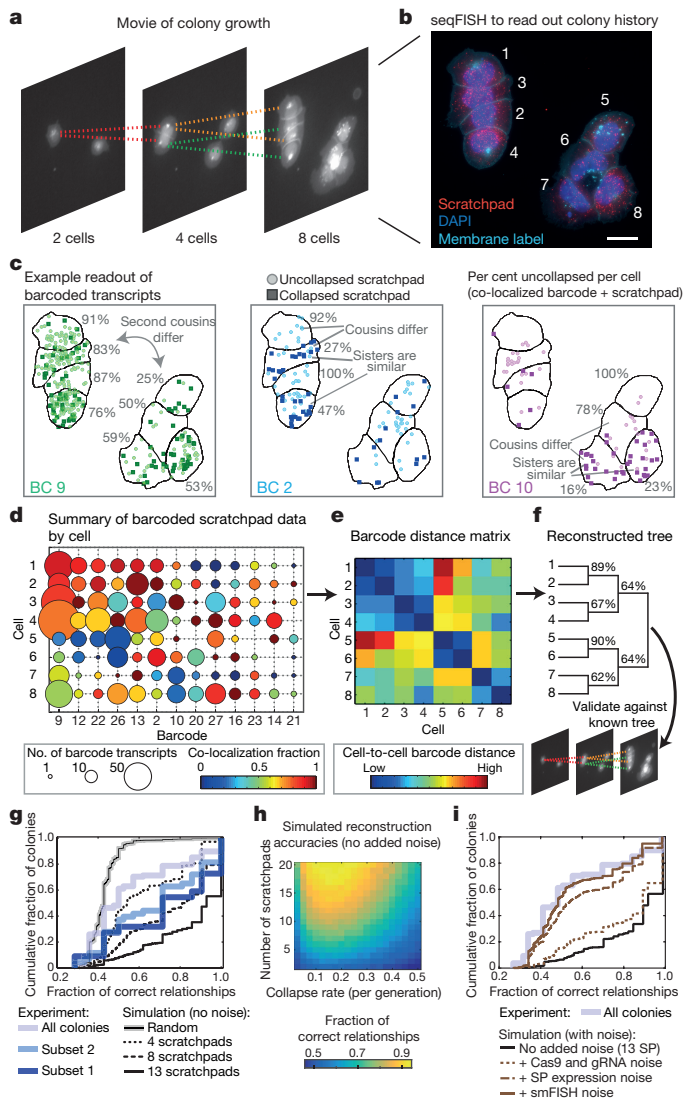 a
Movie of colony growth
2 cells
4 cells
8 cells
b
seqFISH to read out colony history
1
3
2
4
5
6
7
8
Scratchpad
DAPI
Membrane label
c
Example readout of
barcoded transcripts
Uncollapsed scratchpad
Collapsed scratchpad
Per cent uncollapsed per cell
(co-localized barcode + scratchpad)
91%
Second cousins
differ
83%
87%
25%
76%
50%
59%
53%
BC 9
92%
Cousins differ
27%
Sisters are
similar
100%
47%
BC 2
100%
78%
Cousins differ
Sisters are
similar
16%
23%
BC 10
d
Summary of barcoded scratchpad data
by cell
Cell
1
2
3
4
5
6
7
8
9 12 22 26 13 2 10 20 27 16 23 14 21
Barcode
No. of barcode transcripts
1 10 50
Co-localization fraction
0 0.5 1
e
Barcode distance matrix
Cell
1
2
3
4
5
6
7
8
1 2 3 4 5 6 7 8
Cell
Cell-to-cell barcode distance
Low High
f
Reconstructed tree
1
2
3
4
5
6
7
8
89%
67%
64%
90%
62%
64%
Validate against
known tree
g
Cumulative fraction of colonies
1.0
0.8
0.6
0.4
0.2
0
0.2 0.4 0.6 0.8 1.0
Fraction of correct relationships
Experiment:
All colonies
Subset 2
Subset 1
Simulation (no noise):
Random
4 scratchpads
8 scratchpads
13 scratchpads
h
Simulated reconstruction
accuracies (no added noise)
Number of scratchpads
20
15
10
5
0.1 0.2 0.3 0.4 0.5
Collapse rate (per generation)
Fraction of
correct relationships
0.5 0.7 0.9
i
Cumulative fraction of colonies
1.0
0.8
0.6
0.4
0.2
0
0.2 0.4 0.6 0.8 1.0
Fraction of correct relationships
Experiment: All colonies
Simulation (with noise):
No added noise (13 SP)
+ Cas9 and gRNA noise
+ SP expression noise
+ smFISH noise